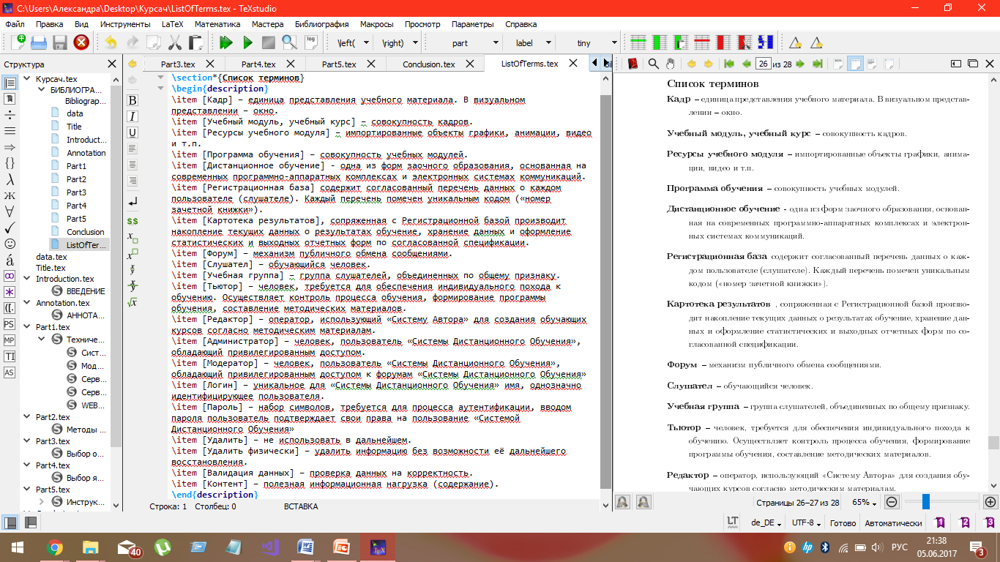 C:\Users\Александра\Desktop\Курсач\ListOfTerms.tex - TeXstudio
Файл Правка Вид Инструменты LaTeX Математика Мастера Библиография Макросы Просмотр Параметры Справка
log \left( \right) part label tiny
Структура
Part3.tex Part4.tex Part5.tex Conclusion.tex ListOfTerms.tex
26 из 28
Курсач.tex
БИБЛИОГРА...
Bibliograp...
data
Title
Introduct...
Annotation
Part1
Part2
Part3
Part4
Part5
Conclusion
ListOfTer...
data.tex
Title.tex
Introduction.tex
ВВЕДЕНИЕ
Annotation.tex
АННОТА...
Part1.tex
Техниче...
Сист...
Мод...
Серв...
Серв...
WEB...
Part2.tex
Методы ...
Part3.tex
Выбор о...
Part4.tex
Выбор я...
Part5.tex
Инструк...
\section*{Список терминов}
\begin{description}
\item [Кадр] – единица представления учебного материала. В визуальном
представлении – окно.
\item [Учебный модуль, учебный курс] – совокупность кадров.
\item [Ресурсы учебного модуля] – импортированные объекты графики, анимации, видео
и т.п.
\item [Программа обучения] – совокупность учебных модулей.
\item [Дистанционное обучение] - одна из форм заочного образования, основанная на
современных программно-аппаратных комплексах и электронных системах коммуникаций.
\item [Регистрационная база] содержит согласованный перечень данных о каждом
пользователе (слушателе). Каждый перечень помечен уникальным кодом («номер
зачетной книжки»).
\item [Картотека результатов], сопряженная с Регистрационной базой производит
накопление текущих данных о результатах обучение, хранение данных и оформление
статистических и выходных отчетных форм по согласованной спецификации.
\item [Форум] – механизм публичного обмена сообщениями.
\item [Слушател] – обучающийся человек.
\item [Учебная группа] – группа слушателей, объединенных по общему признаку.
\item [Тьютор] – человек, требуется для обеспечения индивидуального похода к
обучению. Осуществляет контроль процесса обучения, формирование программы
обучения, составление методических материалов.
\item [Редактор] – оператор, использующий «Систему Автора» для создания обучающих
курсов согласно методическим материалам.
\item [Администратор] – человек, пользователь «Системы Дистанционного Обучения»,
обладающий привилегированным доступом.
\item [Модератор] – человек, пользователь «Системы Дистанционного Обучения»,
обладающий привилегированным доступом к форумам «Системы Дистанционного Обучения»
\item [Логин] – уникальное для «Системы Дистанционного Обучения» имя, однозначно
идентифицирующее пользователя.
\item [Пароль] – набор символов, требуется для процесса аутентификации, вводом
пароля пользователь подтверждает свои права на пользование «Системой
Дистанционного Обучения»
\item [Удалить] – не использовать в дальнейшем.
\item [Удалить физически] – удалить информацию без возможности её дальнейшего
восстановления.
\item [Валидация данных] – проверка данных на корректность.
\item [Контент] – полезная информационная нагрузка (содержание).
\end{description}
Строка: 1 Столбец: 0 ВСТАВКА
Список терминов
Кадр – единица представления учебного материала. В визуальном представ-
лении – окно.
Учебный модуль, учебный курс – совокупность кадров.
Ресурсы учебного модуля – импортированные объекты графики, анима-
ции, видео и т.п.
Программа обучения – совокупность учебных модулей.
Дистанционное обучение - одна из форм заочного образования, основан-
ная на современных программно-аппаратных комплексах и электрон-
ных системах коммуникаций.
Регистрационная база содержит согласованный перечень данных о каж-
дом пользователе (слушателе). Каждый перечень помечен уникальным
кодом («номер зачетной книжки»).
Картотека результатов , сопряженная с Регистрационной базой произво-
дит накопление текущих данных о результатах обучение, хранение дан-
ных и оформление статистических и выходных отчетных форм по со-
гласованной спецификации.
Форум – механизм публичного обмена сообщениями.
Слушател – обучающийся человек.
Учебная группа – группа слушателей, объединенных по общему признаку.
Тьютор – человек, требуется для обеспечения индивидуального похода к
обучению. Осуществляет контроль процесса обучения, формирование
программы обучения, составление методических материалов.
Редактор – оператор, использующий «Систему Автора» для создания обу-
чающих курсов согласно методическим материалам.
Страницы 26–27 из 28 65%
LT de_DE UTF-8 Готово Автоматически 1 2 3
40 РУС 21:38
05.06.2017 3